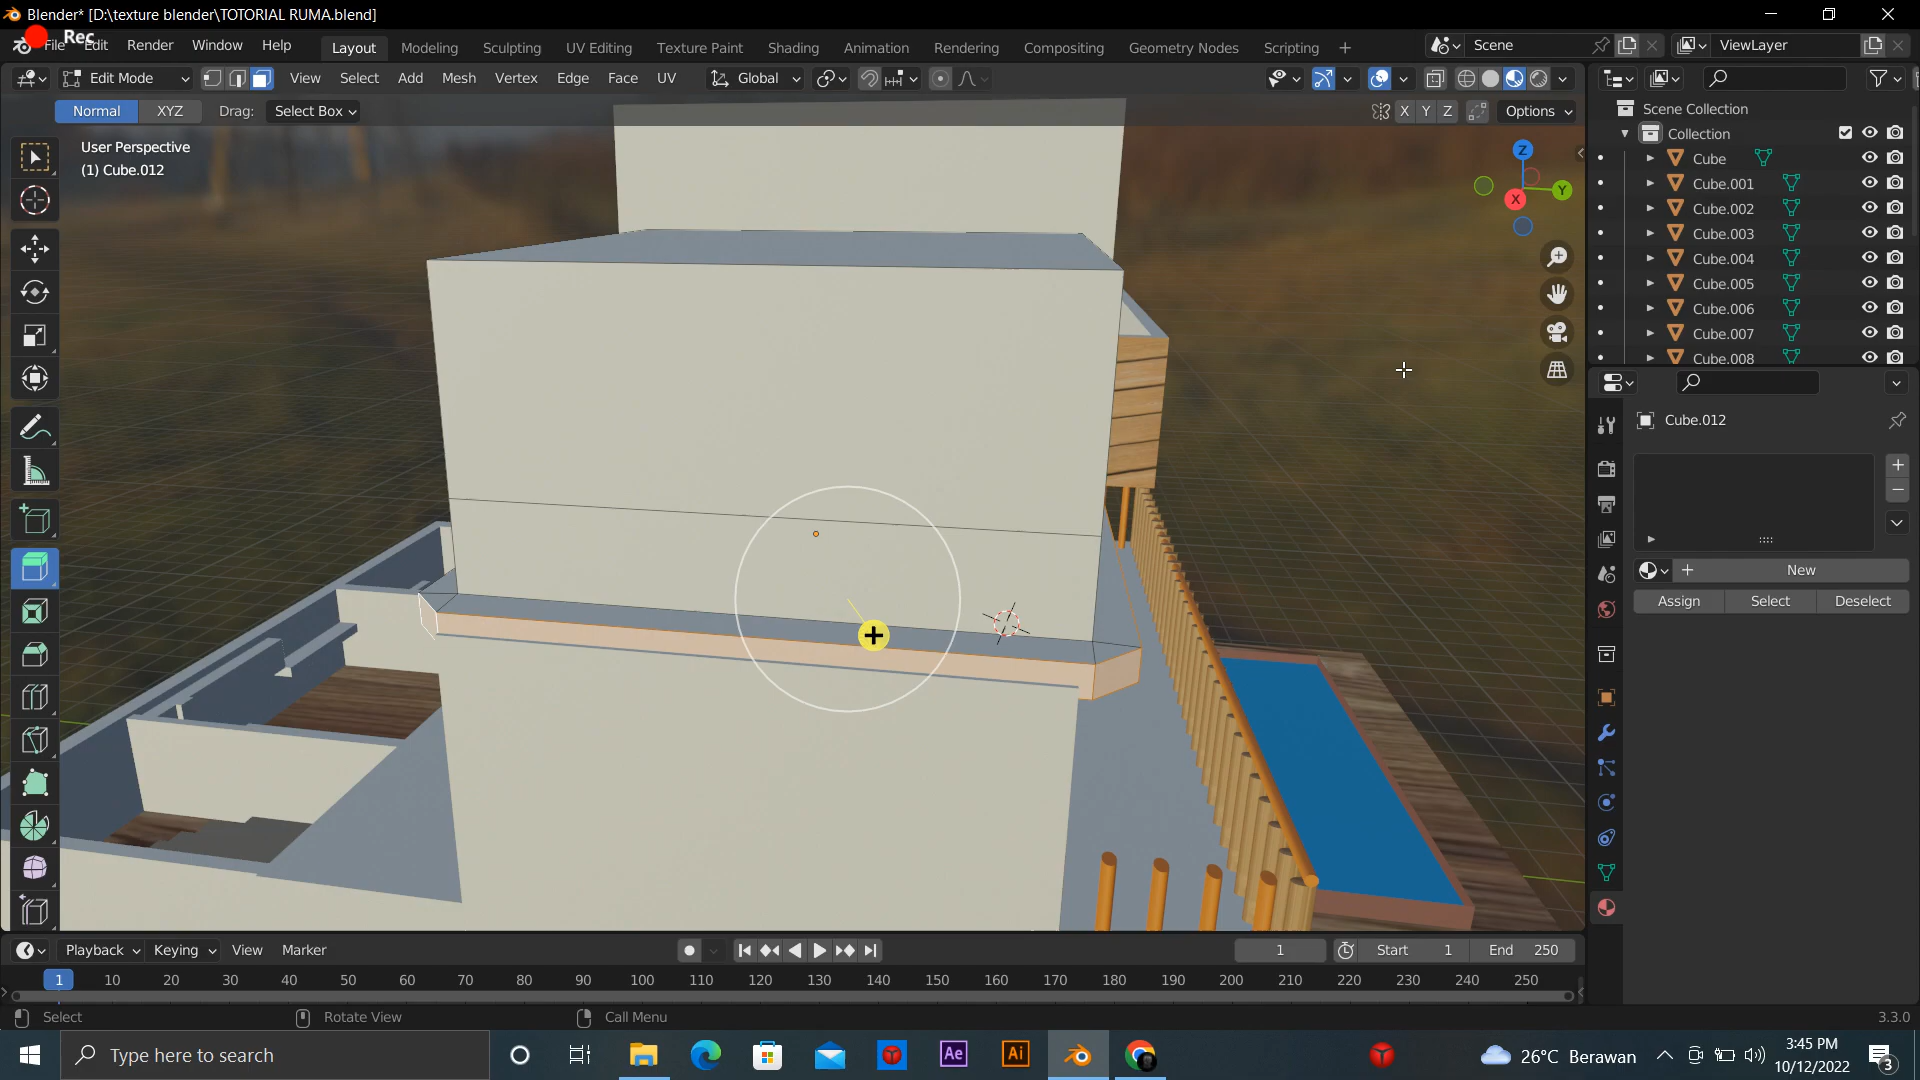 Blender* [D:\texture blender\TOTORIAL RUMA.blend]
Rec
File Edit Render Window Help
Layout Modeling Sculpting UV Editing Texture Paint Shading Animation Rendering Compositing Geometry Nodes Scripting +
Scene
ViewLayer
Edit Mode View Select Add Mesh Vertex Edge Face UV Global
Normal XYZ Drag: Select Box
X Y Z Options
User Perspective
(1) Cube.012
Z
Y
X
Scene Collection
Collection
Cube
Cube.001
Cube.002
Cube.003
Cube.004
Cube.005
Cube.006
Cube.007
Cube.008
Cube.012
New
Assign Select Deselect
Playback Keying View Marker
1 Start 1 End 250
1 10 20 30 40 50 60 70 80 90 100 110 120 130 140 150 160 170 180 190 200 210 220 230 240 250
Select Rotate View Call Menu
3.3.0
Type here to search
Ae
Ai
26°C Berawan
3:45 PM
10/12/2022
3